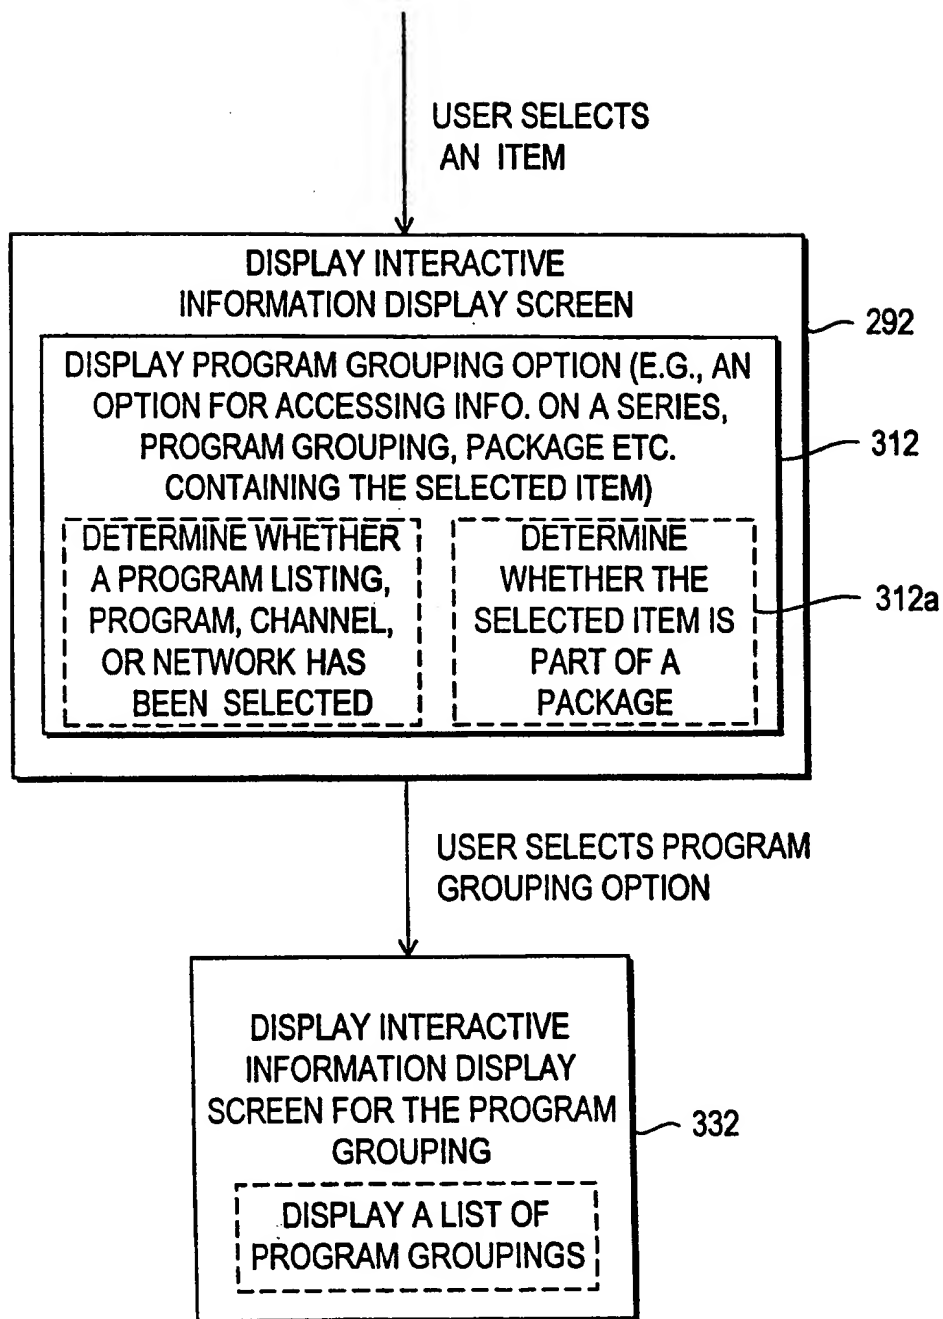 USER SELECTS
AN ITEM
DISPLAY INTERACTIVE
INFORMATION DISPLAY SCREEN
292
DISPLAY PROGRAM GROUPING OPTION (E.G., AN
OPTION FOR ACCESSING INFO. ON A SERIES,
PROGRAM GROUPING, PACKAGE ETC.
CONTAINING THE SELECTED ITEM)
312
DETERMINE WHETHER
A PROGRAM LISTING,
PROGRAM, CHANNEL,
OR NETWORK HAS
BEEN SELECTED
DETERMINE
WHETHER THE
SELECTED ITEM IS
PART OF A
PACKAGE
312a
USER SELECTS PROGRAM
GROUPING OPTION
DISPLAY INTERACTIVE
INFORMATION DISPLAY
SCREEN FOR THE PROGRAM
GROUPING
332
DISPLAY A LIST OF
PROGRAM GROUPINGS